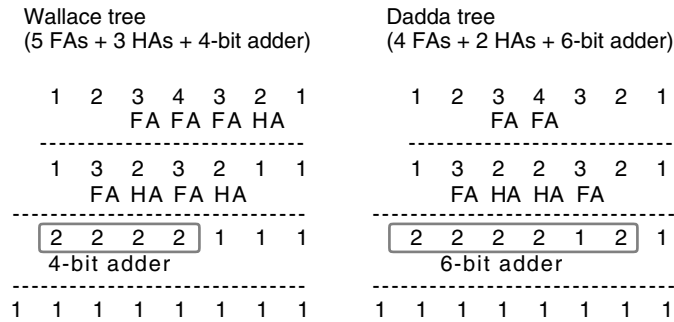 Wallace tree
(5 FAs + 3 HAs + 4-bit adder)
1 2 3 4 3 2 1
FA FA FA HA
1 3 2 3 2 1 1
FA HA FA HA
2 2 2 2 1 1 1
4-bit adder
1 1 1 1 1 1 1 1
Dadda tree
(4 FAs + 2 HAs + 6-bit adder)
1 2 3 4 3 2 1
FA FA
1 3 2 2 3 2 1
FA HA HA FA
2 2 2 2 1 2 1
6-bit adder
1 1 1 1 1 1 1 1